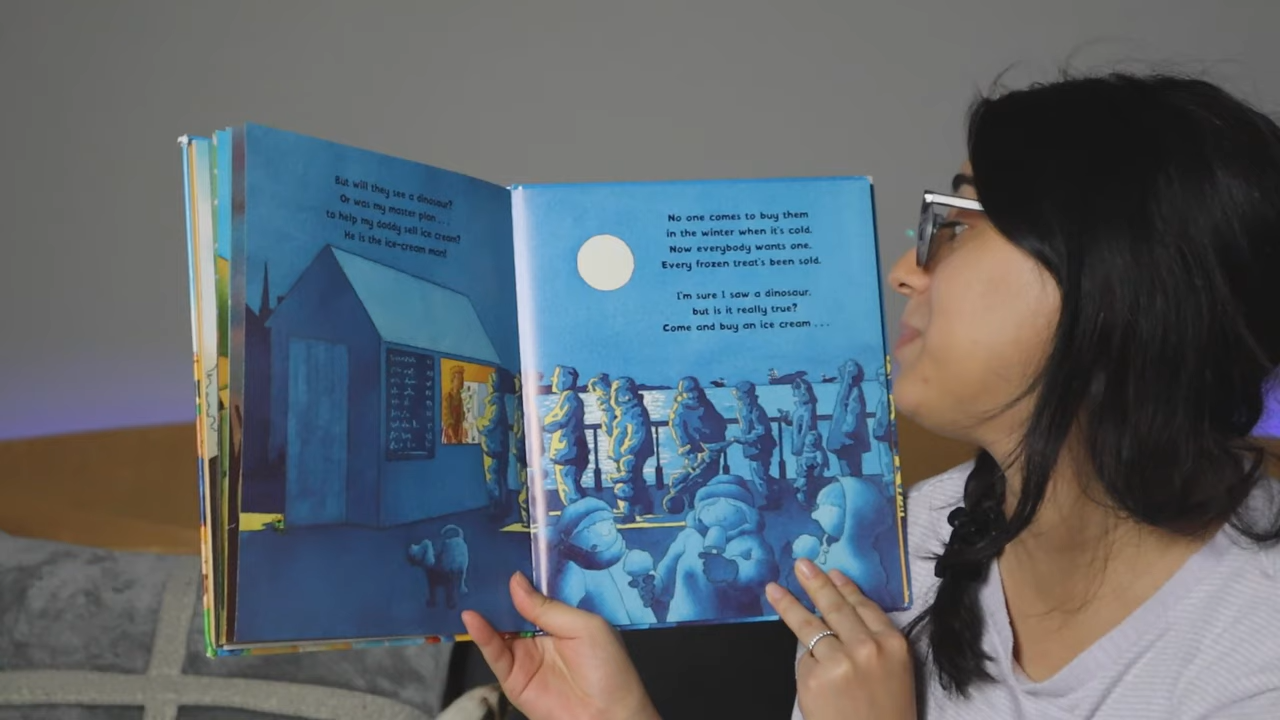 But will they see a dinosaur?
Or was my master plan...
to help my daddy sell ice cream?
He is the ice-cream man!
No one comes to buy them
in the winter when it's cold.
Now everybody wants one.
Every frozen treat's been sold.
I'm sure I saw a dinosaur,
but is it really true?
Come and buy an ice cream...